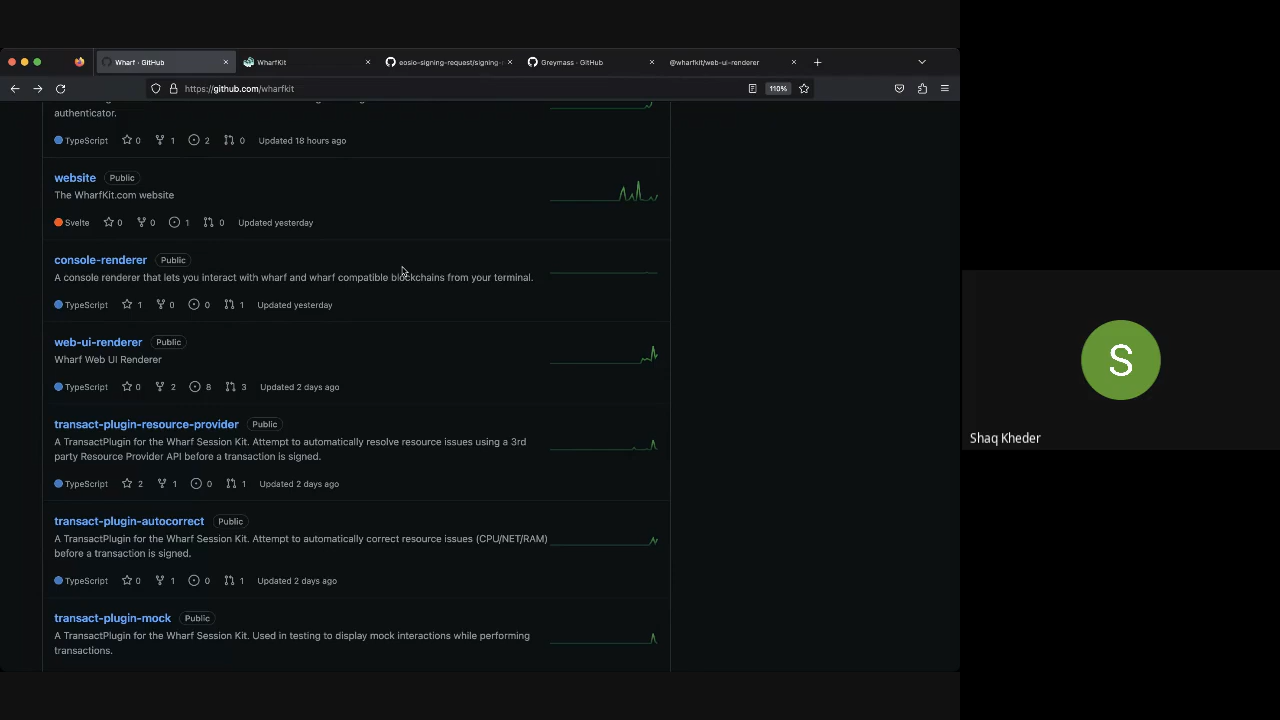 Wharf · GitHub
WharfKit
eosio-signing-request/signing-
Greymass · GitHub
@wharfkit/web-ui-renderer
https://github.com/wharfkit
110%
authenticator.
TypeScript 0 1 2 0 Updated 18 hours ago
website Public
The WharfKit.com website
Svelte 0 0 1 0 Updated yesterday
console-renderer Public
A console renderer that lets you interact with wharf and wharf compatible blockchains from your terminal.
TypeScript 1 0 0 1 Updated yesterday
web-ui-renderer Public
Wharf Web UI Renderer
TypeScript 0 2 8 3 Updated 2 days ago
transact-plugin-resource-provider Public
A TransactPlugin for the Wharf Session Kit. Attempt to automatically resolve resource issues using a 3rd
party Resource Provider API before a transaction is signed.
TypeScript 2 1 0 1 Updated 2 days ago
transact-plugin-autocorrect Public
A TransactPlugin for the Wharf Session Kit. Attempt to automatically correct resource issues (CPU/NET/RAM)
before a transaction is signed.
TypeScript 0 1 0 1 Updated 2 days ago
transact-plugin-mock Public
A TransactPlugin for the Wharf Session Kit. Used in testing to display mock interactions while performing
transactions.
S
Shaq Kheder